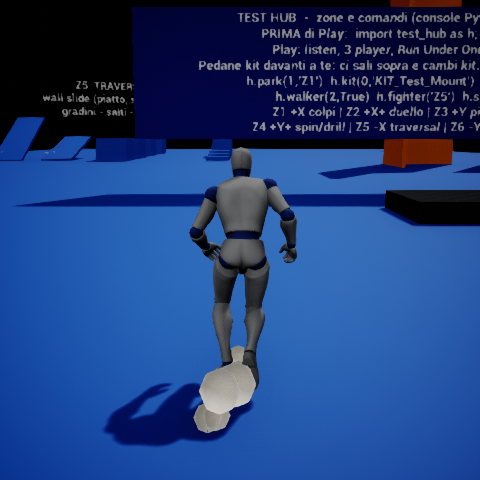 TEST HUB - zone e comandi (console Py
PRIMA di Play: import test_hub as h;
Play: listen, 3 player, Run Under One
Pedane kit davanti a te: ci sali sopra e cambi kit.
h.park(1,'Z1') h.kit(0,'KIT_Test_Mount')
h.walker(2,True) h.fighter('Z5') h.s
Z1 +X colpi | Z2 +X+ duello | Z3 +Y pi
Z4 +Y+ spin/drill | Z5 -X traversal | Z6 -Y
Z5 TRAVERS
wall slide (piatto, s
gradini - salti -